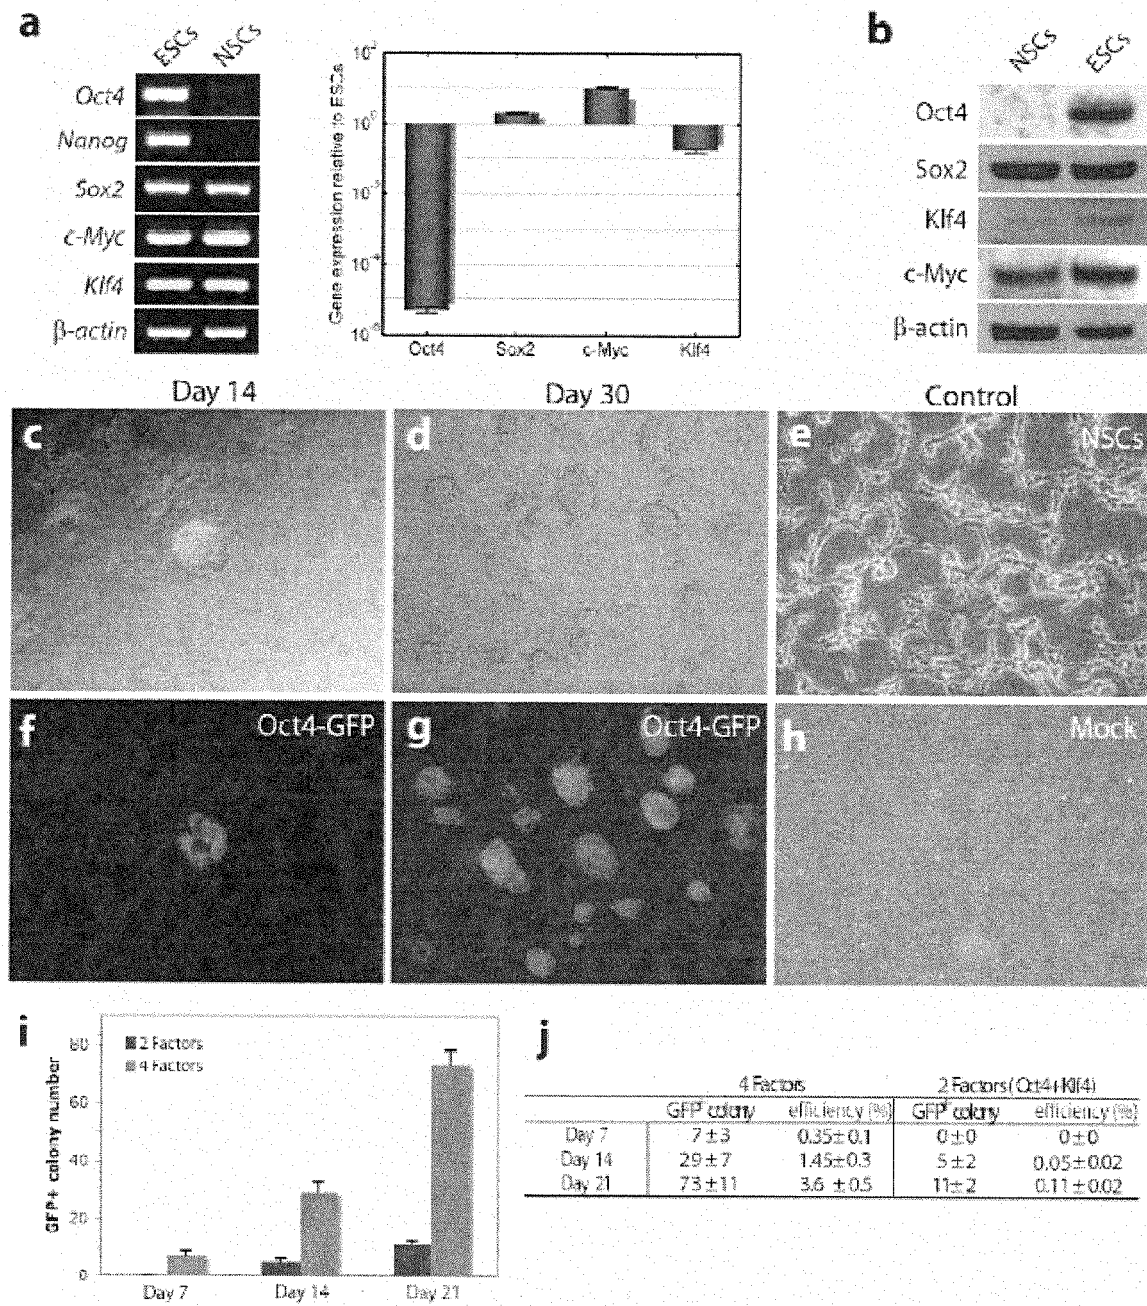 a
ESCs NSCs
Oct4
Nanog
Sox2
c-Myc
Klf4
β-actin
Gene expression relative to ESCs
10²
10⁰
10⁻⁴
Oct4 Sox2 c-Myc Klf4
b
NSCs ESCs
Oct4
Sox2
Klf4
c-Myc
β-actin
Day 14 Day 30 Control
c d e NSCs
f Oct4-GFP g Oct4-GFP h Mock
i
GFP+ colony number
80
60
40
20
0
2 Factors
4 Factors
Day 7 Day 14 Day 21
j
4 Factors 2 Factors (Oct4+Klf4)
GFP⁺ colony efficiency (%) GFP⁺ colony efficiency (%)
Day 7 7±3 0.35±0.1 0±0 0±0
Day 14 29±7 1.45±0.3 5±2 0.05±0.02
Day 21 73±11 3.6 ±0.5 11±2 0.11±0.02